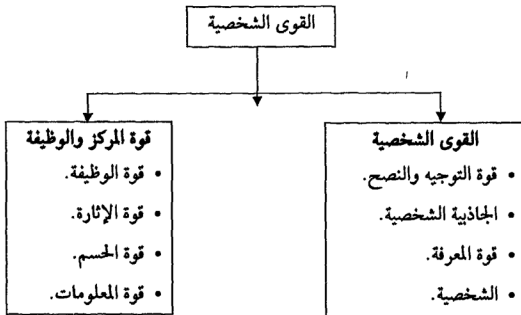 القوى الشخصية
القوى الشخصية
• قوة التوجيه والنصح.
• الجاذبية الشخصية.
• قوة المعرفة.
• الشخصية.
قوة المركز والوظيفة
• قوة الوظيفة.
• قوة الإثارة.
• قوة الحسم.
• قوة المعلومات.